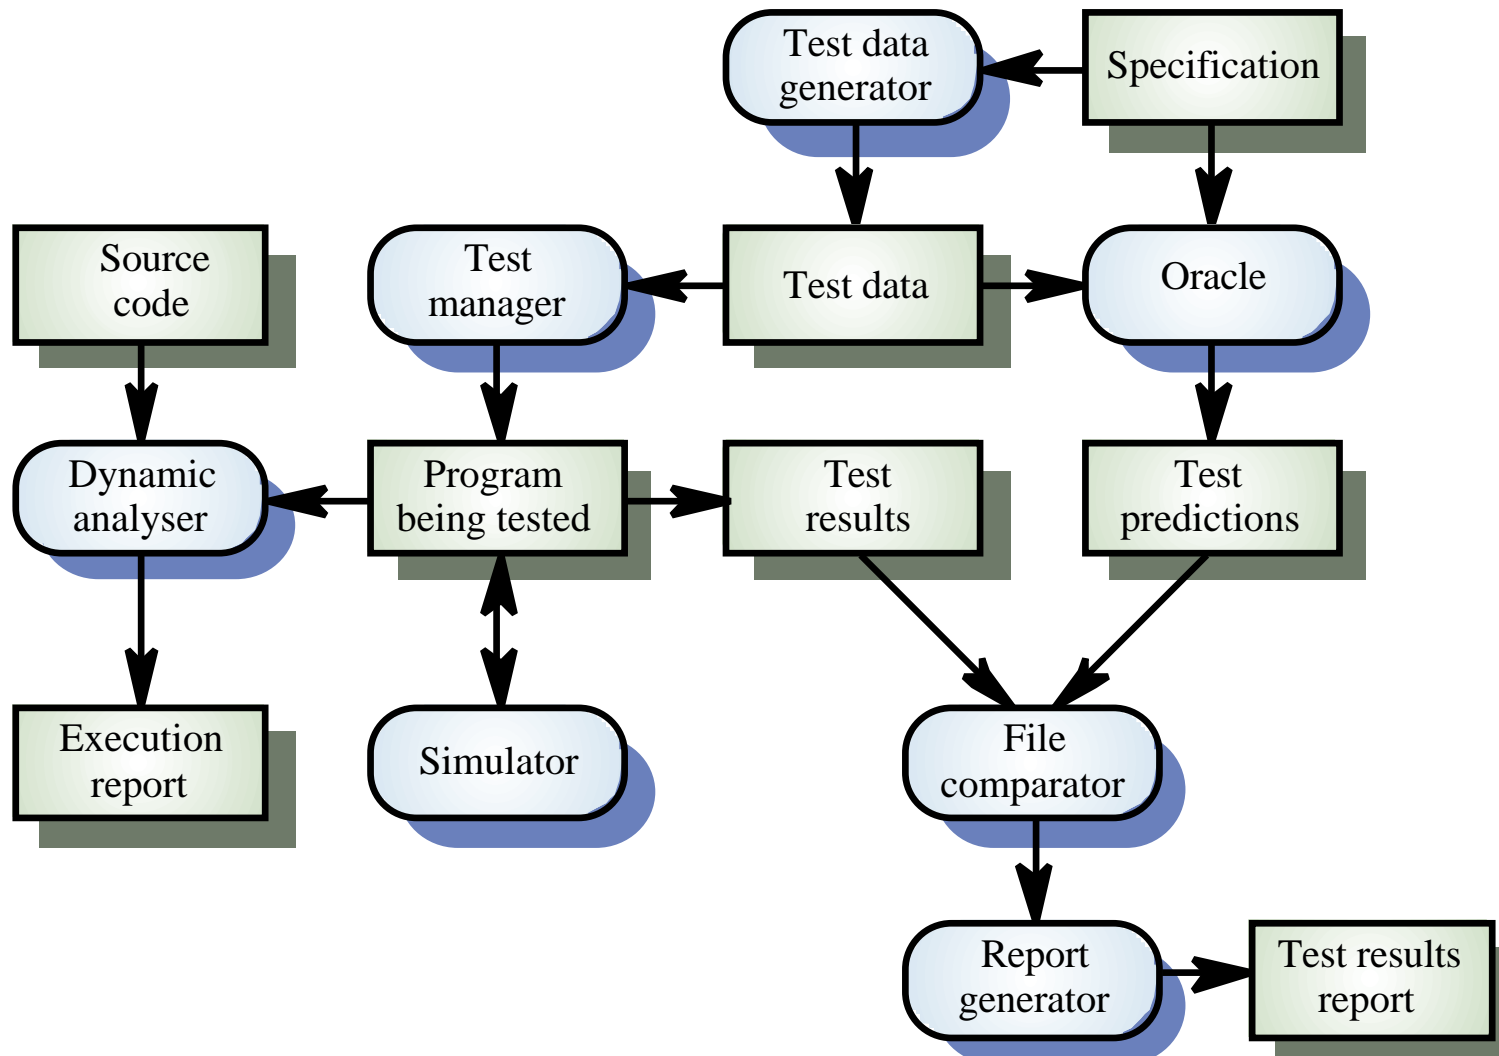 Test data
generator
Specification
Source
code
Test
manager
Test data
Oracle
Dynamic
analyser
Program
being tested
Test
results
Test
predictions
Execution
report
Simulator
File
comparator
Report
generator
Test results
report